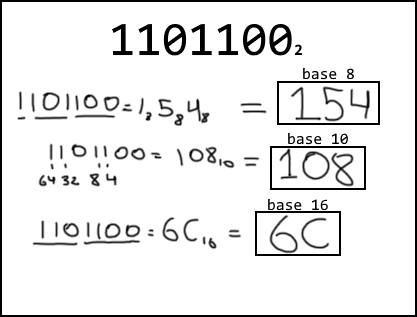 1101100₂
base 8
1101100 = 1₈5₈4₈ = 154
base 10
1101100 = 108₁₀ = 108
64 32 8 4
base 16
1101100 = 6C₁₆ = 6C